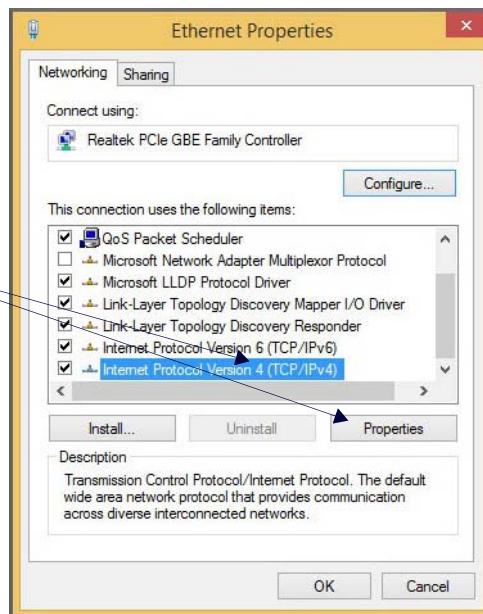 Ethernet Properties
Networking Sharing
Connect using:
Realtek PCIe GBE Family Controller
Configure...
This connection uses the following items:
QoS Packet Scheduler
Microsoft Network Adapter Multiplexor Protocol
Microsoft LLDP Protocol Driver
Link-Layer Topology Discovery Mapper I/O Driver
Link-Layer Topology Discovery Responder
Internet Protocol Version 6 (TCP/IPv6)
Internet Protocol Version 4 (TCP/IPv4)
Install... Uninstall Properties
Description
Transmission Control Protocol/Internet Protocol. The default
wide area network protocol that provides communication
across diverse interconnected networks.
OK Cancel